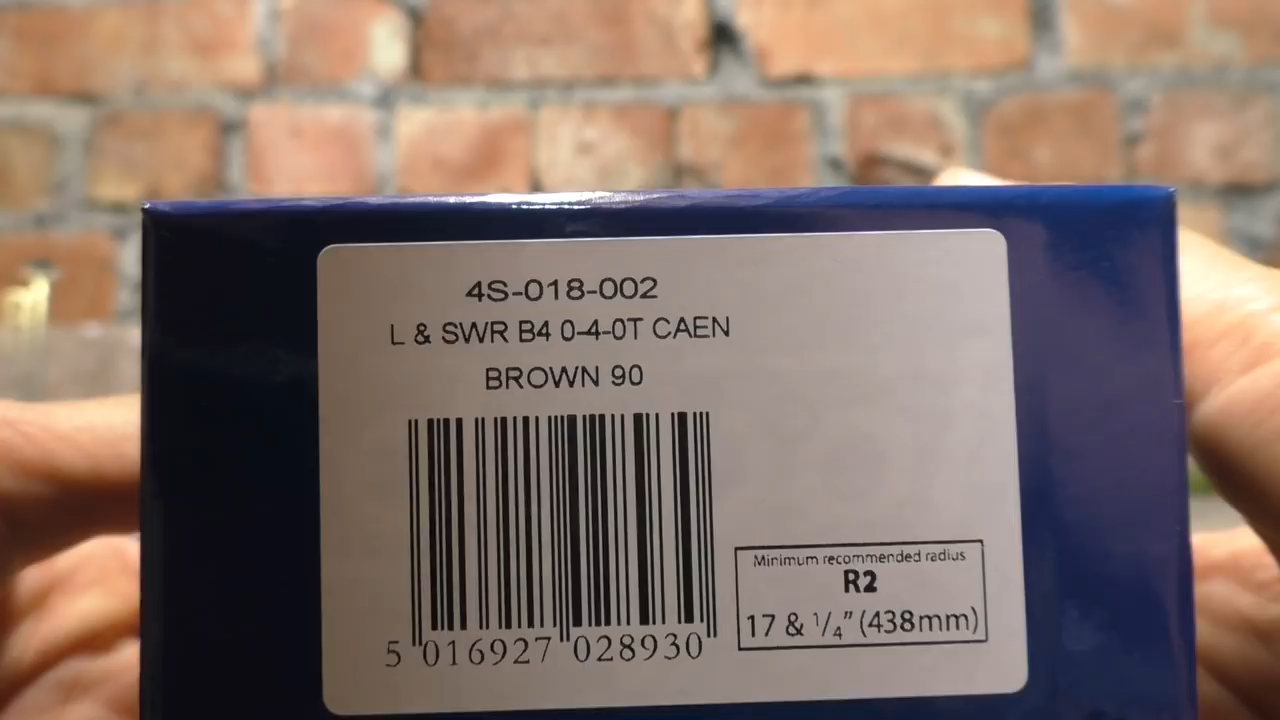 4S-018-002
L & SWR B4 0-4-0T CAEN
BROWN 90
5 016927 028930
Minimum recommended radius
R2
17 & 1/4" (438mm)